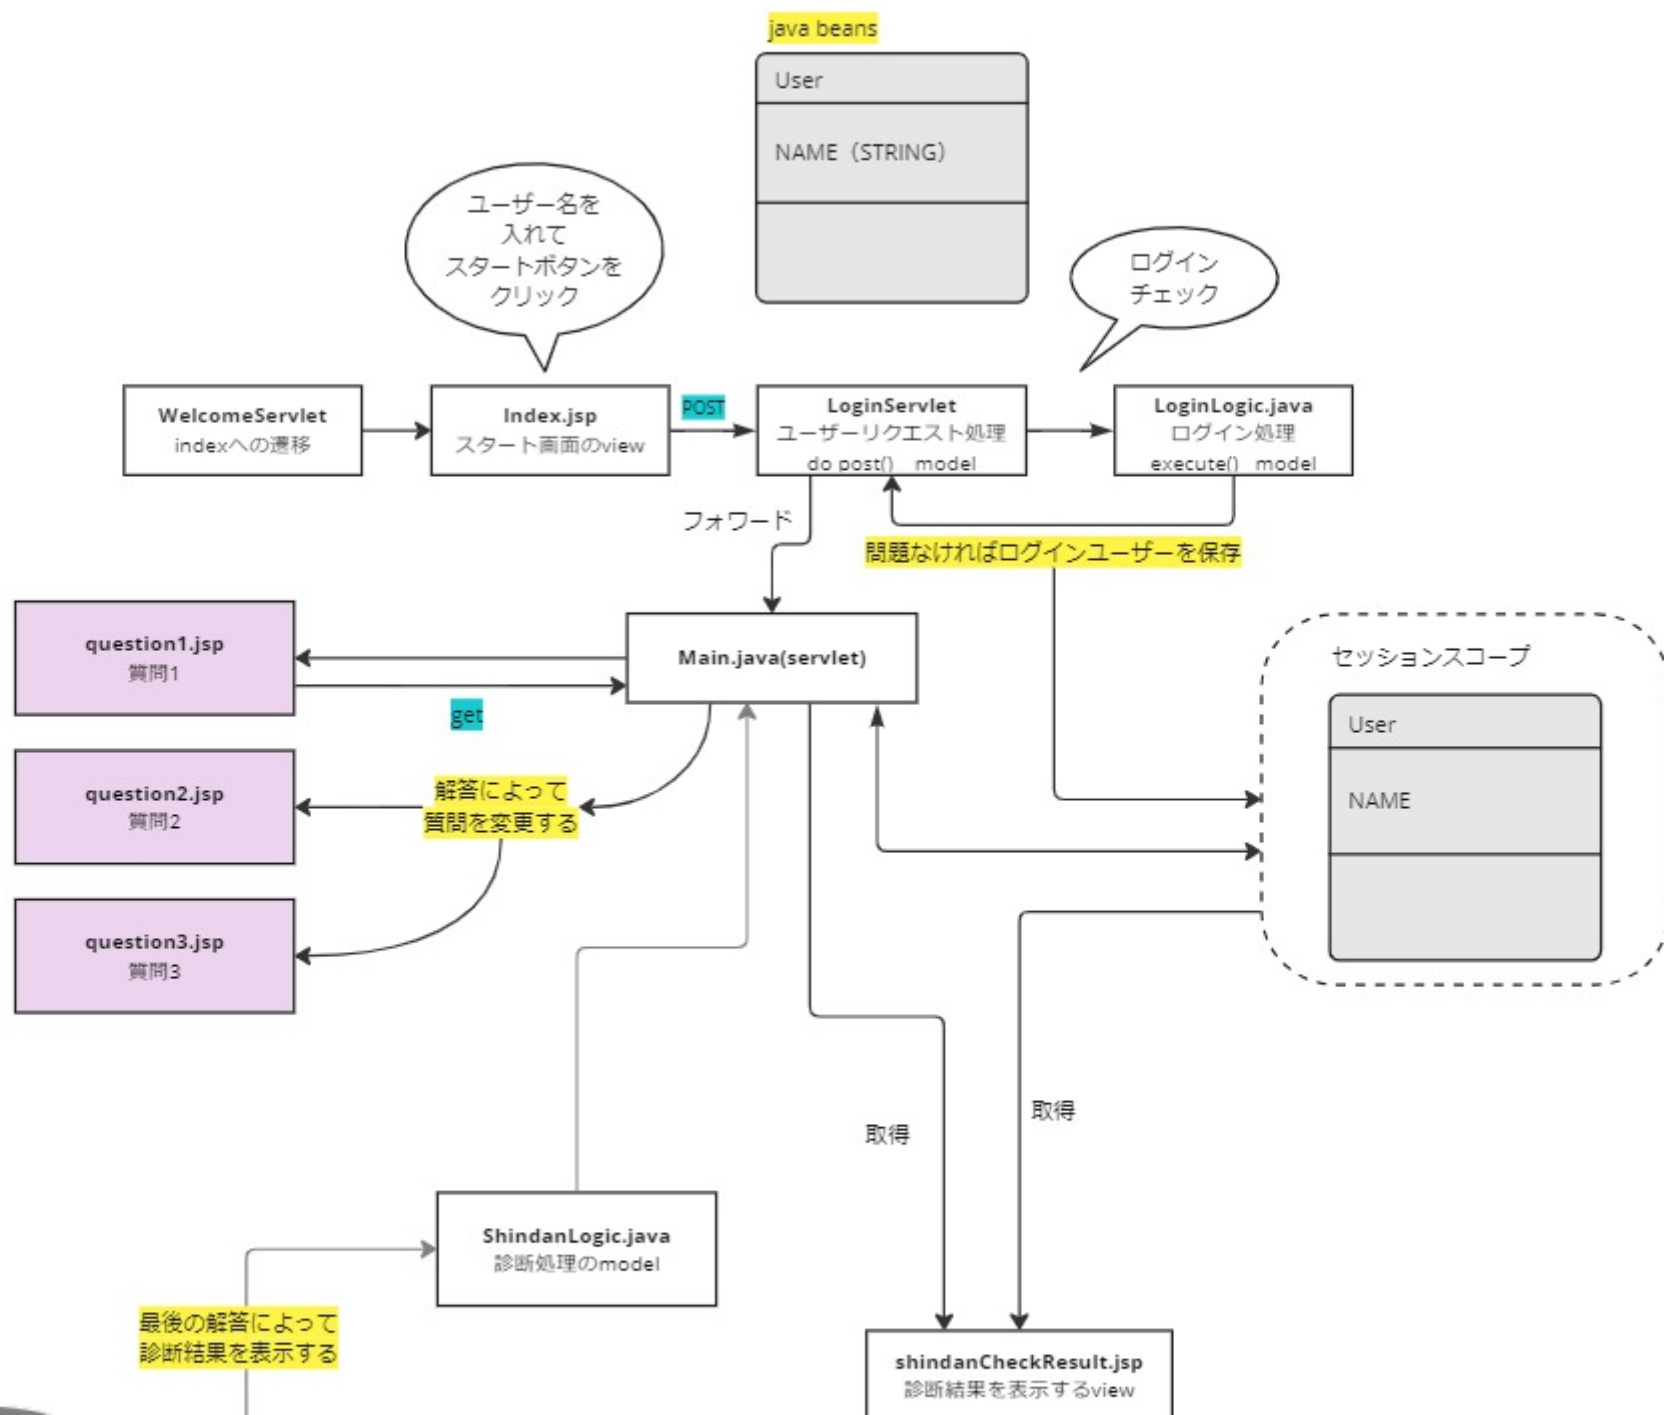 java beans
User
NAME（STRING）
ユーザー名を
入れて
スタートボタンを
クリック
ログイン
チェック
WelcomeServlet
indexへの遷移
Index.jsp
スタート画面のview
POST
LoginServlet
ユーザーリクエスト処理
do post()　model
LoginLogic.java
ログイン処理
execute()　model
フォワード
問題なければログインユーザーを保存
question1.jsp
質問1
Main.java(servlet)
get
セッションスコープ
User
NAME
question2.jsp
質問2
解答によって
質問を変更する
question3.jsp
質問3
取得
取得
ShindanLogic.java
診断処理のmodel
最後の解答によって
診断結果を表示する
shindanCheckResult.jsp
診断結果を表示するview